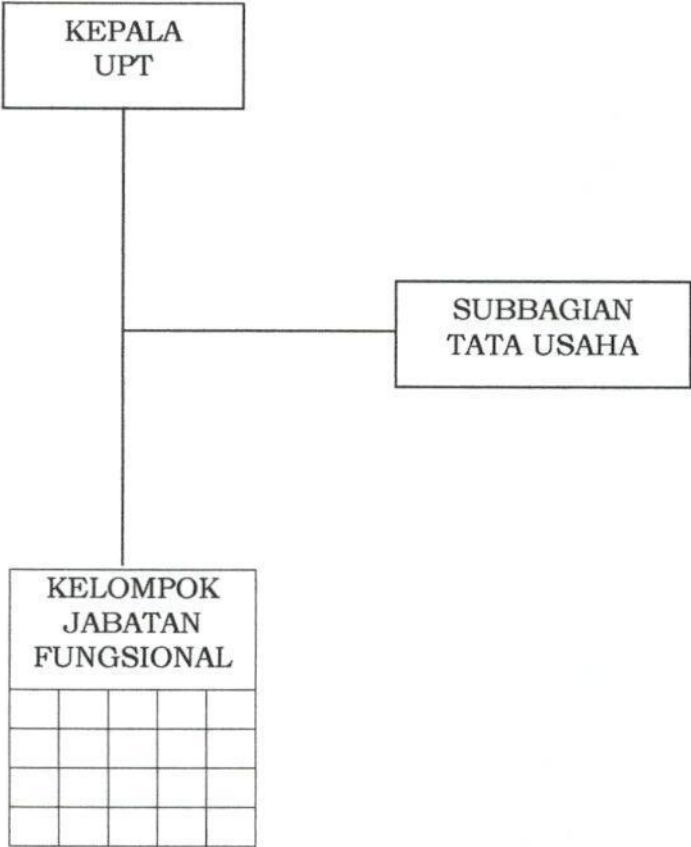 KEPALA
UPT
SUBBAGIAN
TATA USAHA
KELOMPOK
JABATAN
FUNGSIONAL